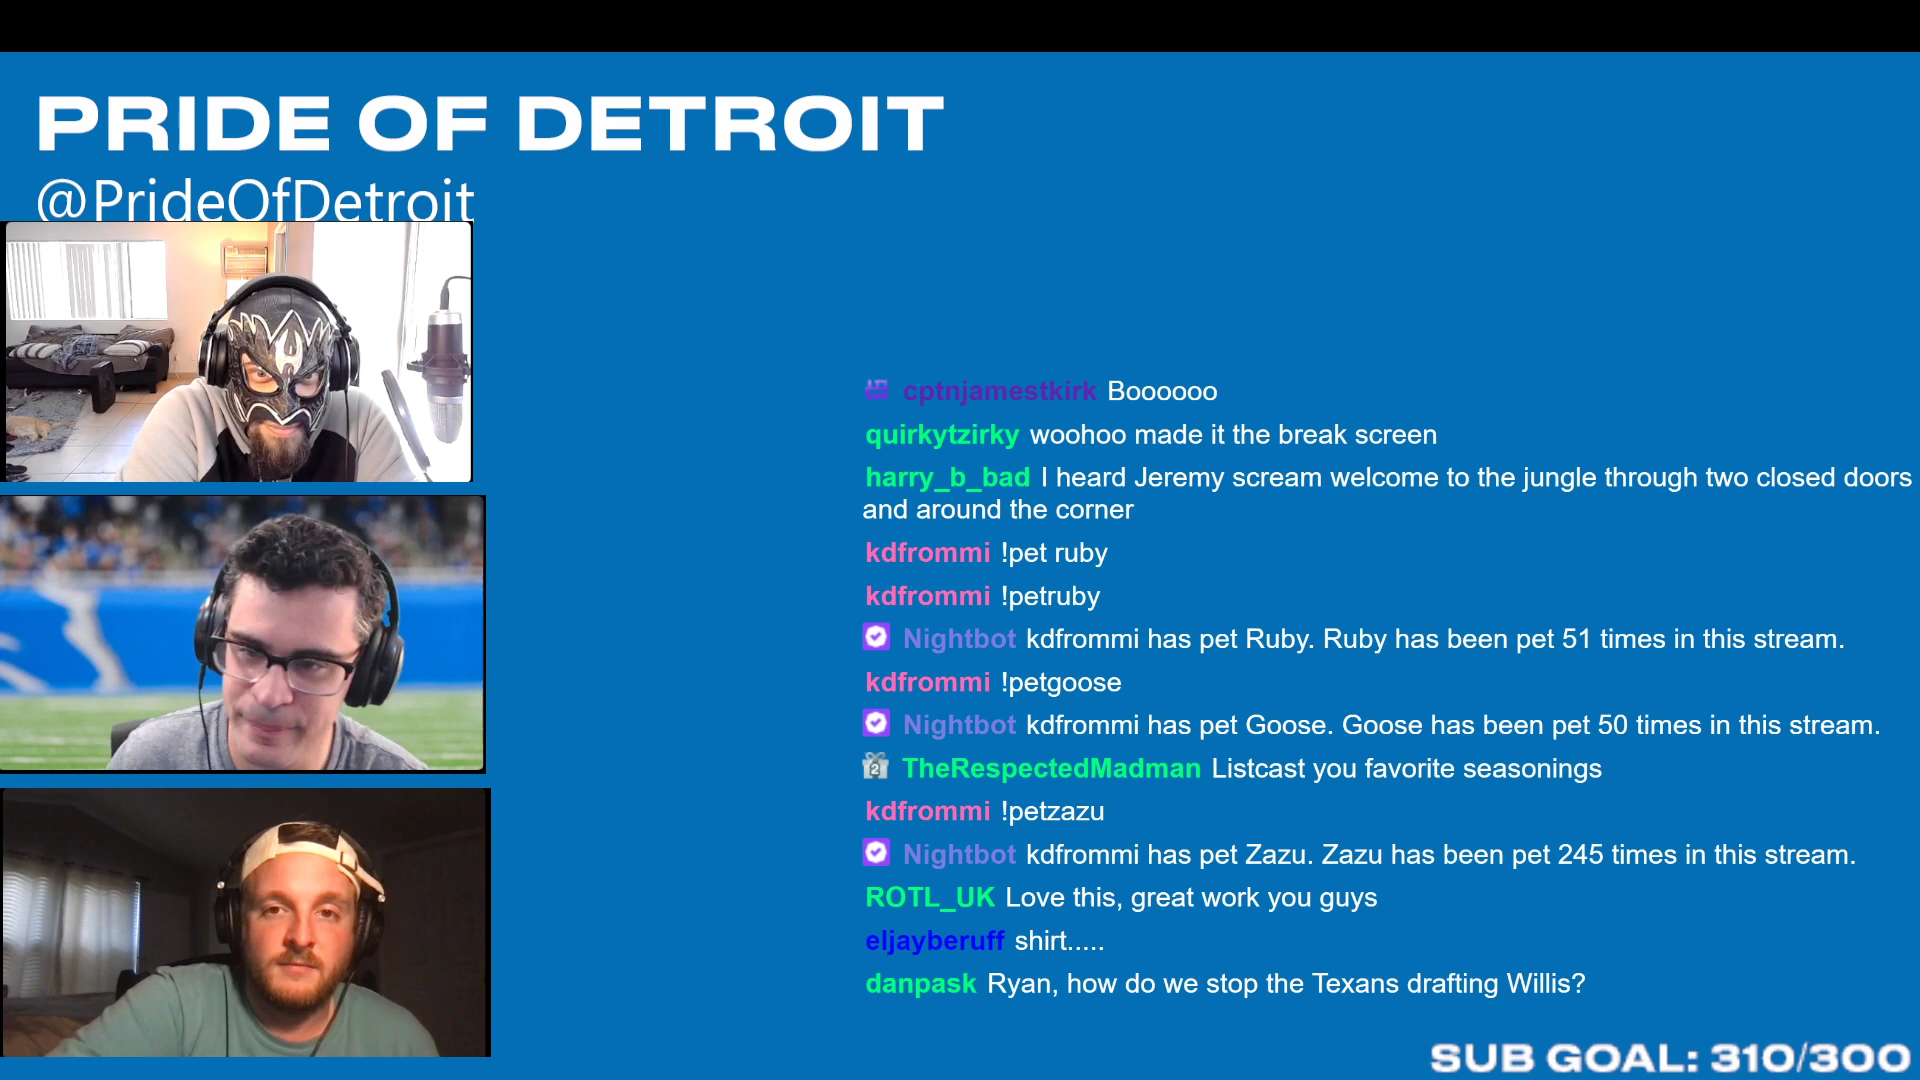 PRIDE OF DETROIT
@PrideOfDetroit
cptnjamestkirk Boooooo
quirkytzirky woohoo made it the break screen
harry_b_bad I heard Jeremy scream welcome to the jungle through two closed doors
and around the corner
kdfrommi !pet ruby
kdfrommi !petruby
Nightbot kdfrommi has pet Ruby. Ruby has been pet 51 times in this stream.
kdfrommi !petgoose
Nightbot kdfrommi has pet Goose. Goose has been pet 50 times in this stream.
2 TheRespectedMadman Listcast you favorite seasonings
kdfrommi !petzazu
Nightbot kdfrommi has pet Zazu. Zazu has been pet 245 times in this stream.
ROTL_UK Love this, great work you guys
eljayberuff shirt.....
danpask Ryan, how do we stop the Texans drafting Willis?
SUB GOAL: 310/300